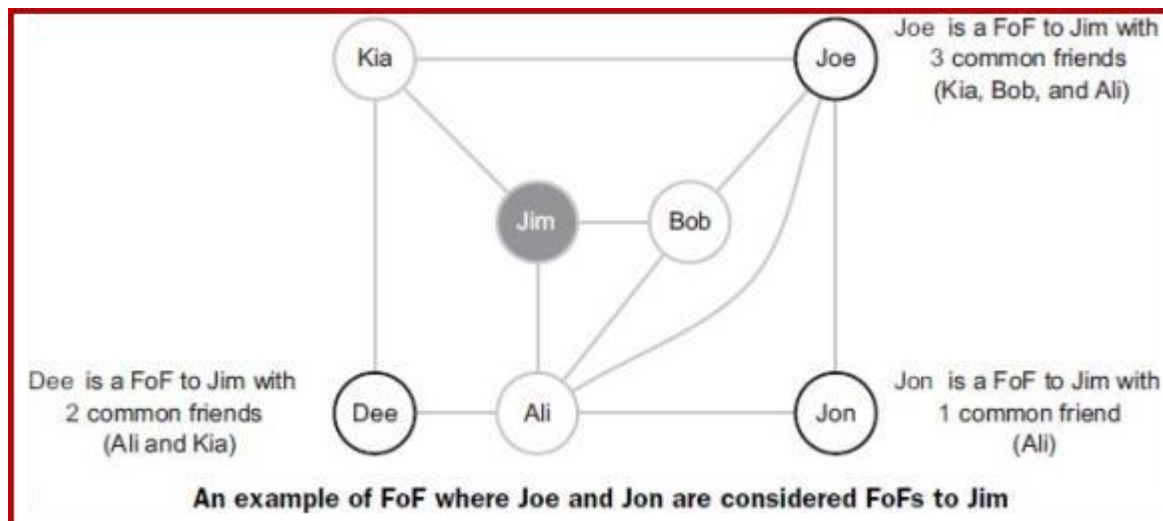 Kia
Joe
Joe is a FoF to Jim with
3 common friends
(Kia, Bob, and Ali)
Jim
Bob
Dee is a FoF to Jim with
2 common friends
(Ali and Kia)
Dee
Ali
Jon
Jon is a FoF to Jim with
1 common friend
(Ali)
An example of FoF where Joe and Jon are considered FoFs to Jim